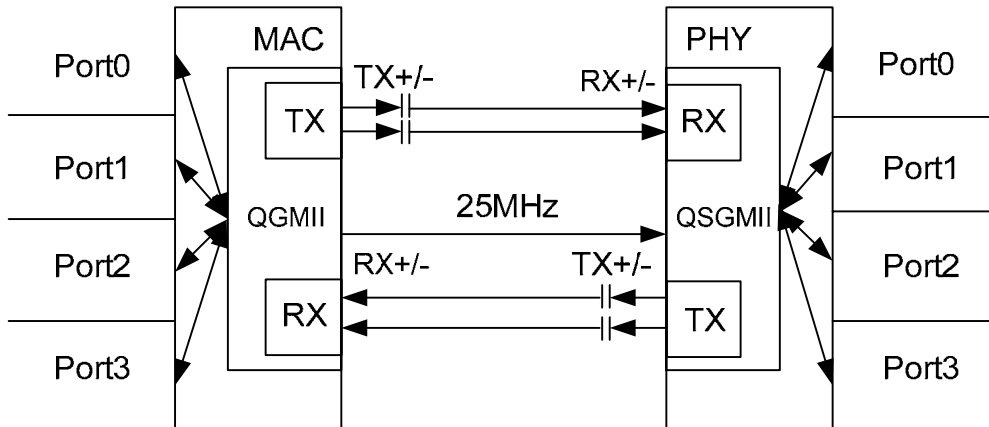 MAC
PHY
Port0
TX+/-
RX+/-
Port0
TX
RX
Port1
Port1
QGMII
25MHz
QSGMII
Port2
RX+/-
TX+/-
Port2
RX
TX
Port3
Port3